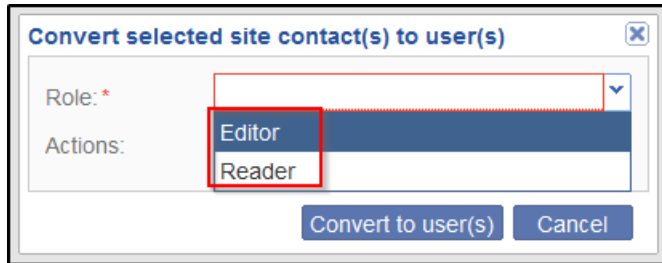 Convert selected site contact(s) to user(s)
Role: *
Actions:
Editor
Reader
Convert to user(s) Cancel